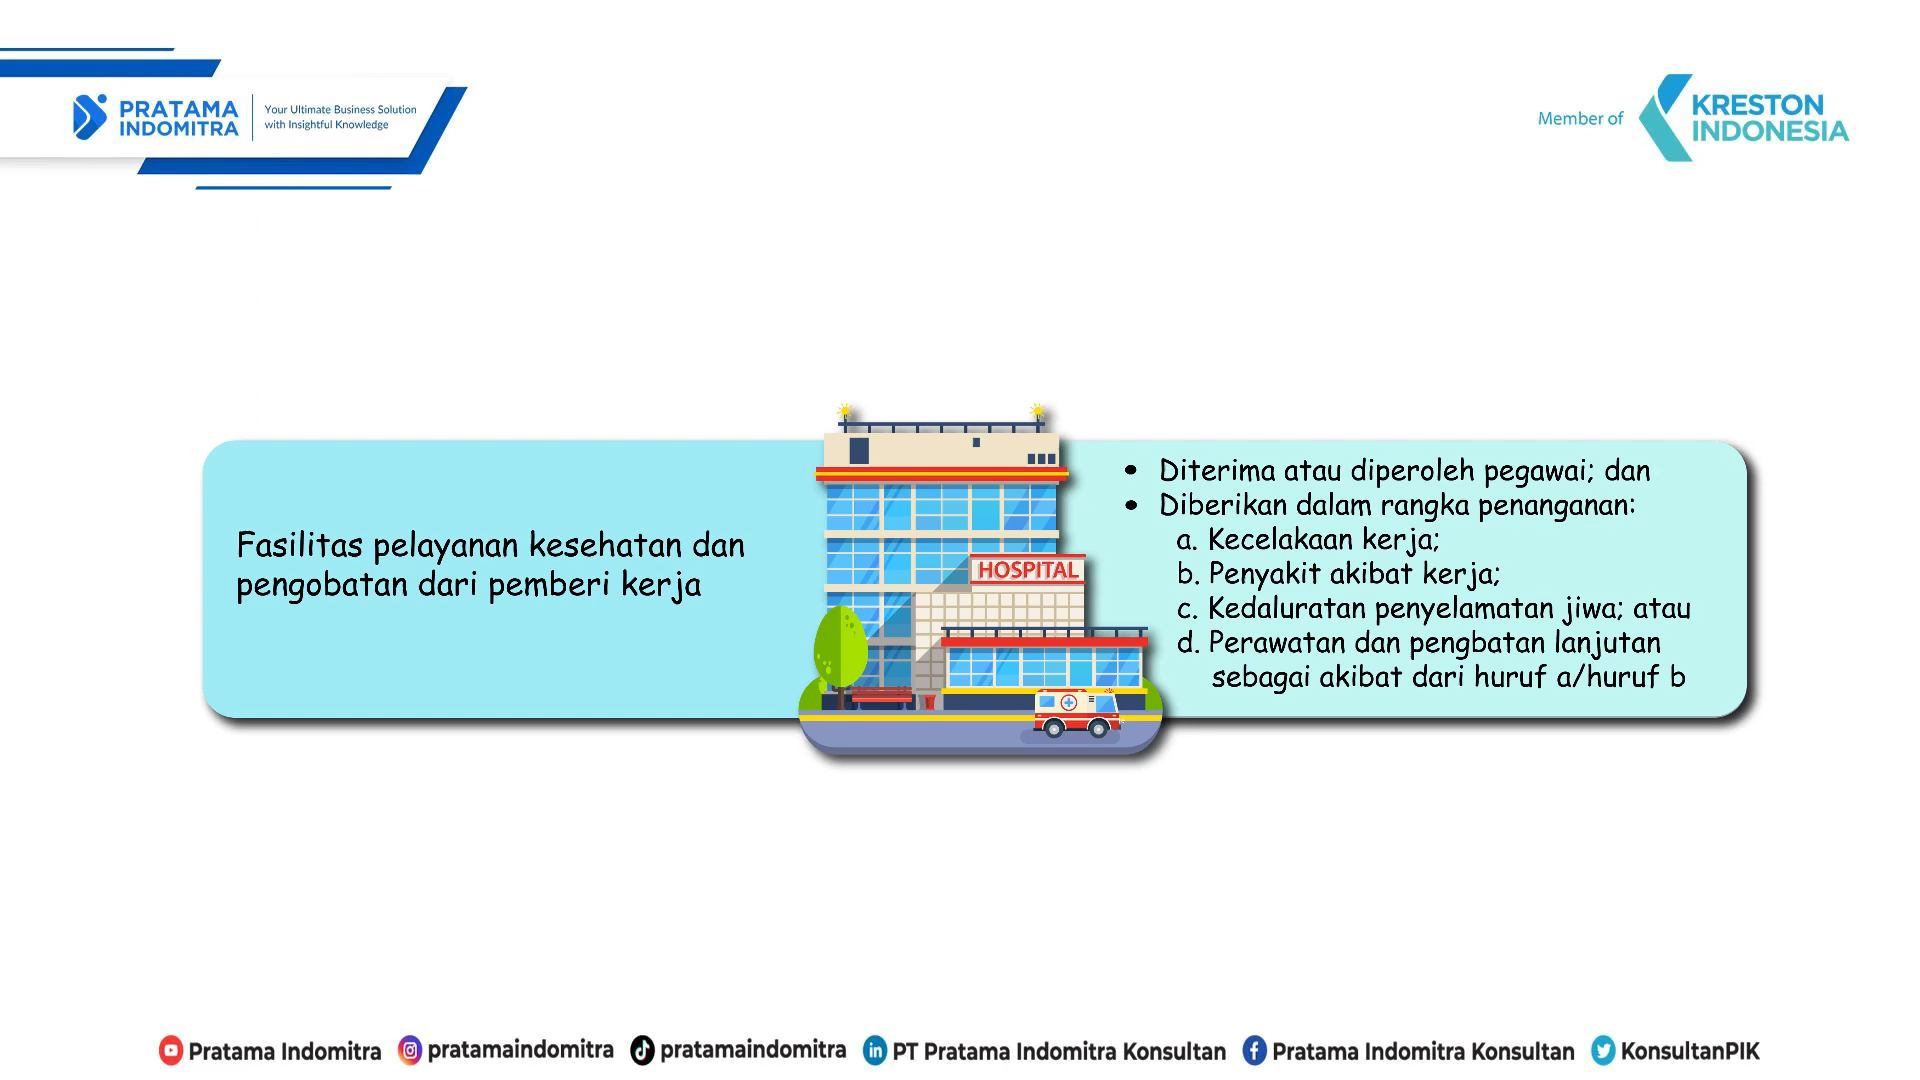 PRATAMA
INDOMITRA
Your Ultimate Business Solution
with Insightful Knowledge
Member of
KRESTON
INDONESIA
Fasilitas pelayanan kesehatan dan
pengobatan dari pemberi kerja
HOSPITAL
• Diterima atau diperoleh pegawai; dan
• Diberikan dalam rangka penanganan:
a. Kecelakaan kerja;
b. Penyakit akibat kerja;
c. Kedaluratan penyelamatan jiwa; atau
d. Perawatan dan pengbatan lanjutan
sebagai akibat dari huruf a/huruf b
Pratama Indomitra pratamaindomitra pratamaindomitra PT Pratama Indomitra Konsultan Pratama Indomitra Konsultan KonsultanPIK